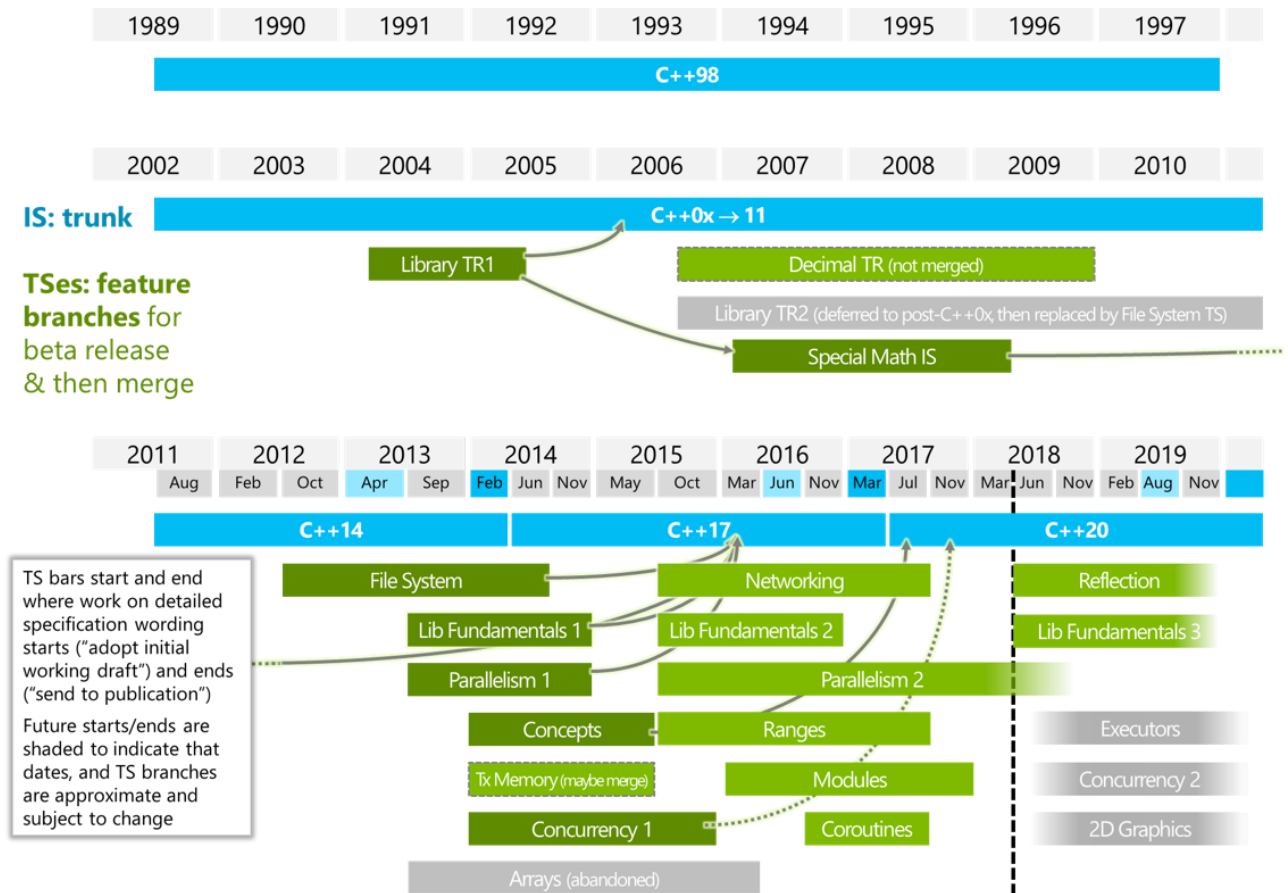 1989 1990 1991 1992 1993 1994 1995 1996 1997
C++98
2002 2003 2004 2005 2006 2007 2008 2009 2010
IS: trunk
C++0x → 11
Library TR1
Decimal TR (not merged)
TSes: feature
branches for
beta release
& then merge
Library TR2 (deferred to post-C++0x, then replaced by File System TS)
Special Math IS
2011 2012 2013 2014 2015 2016 2017 2018 2019
Aug Feb Oct Apr Sep Feb Jun Nov May Oct Mar Jun Nov Mar Jul Nov Mar Jun Nov Feb Aug Nov
C++14 C++17 C++20
TS bars start and end
where work on detailed
specification wording
starts (“adopt initial
working draft”) and ends
(“send to publication”)
Future starts/ends are
shaded to indicate that
dates, and TS branches
are approximate and
subject to change
File System Networking Reflection
Lib Fundamentals 1 Lib Fundamentals 2 Lib Fundamentals 3
Parallelism 1 Parallelism 2
Concepts Ranges Executors
Tx Memory (maybe merge) Modules Concurrency 2
Concurrency 1 Coroutines 2D Graphics
Arrays (abandoned)